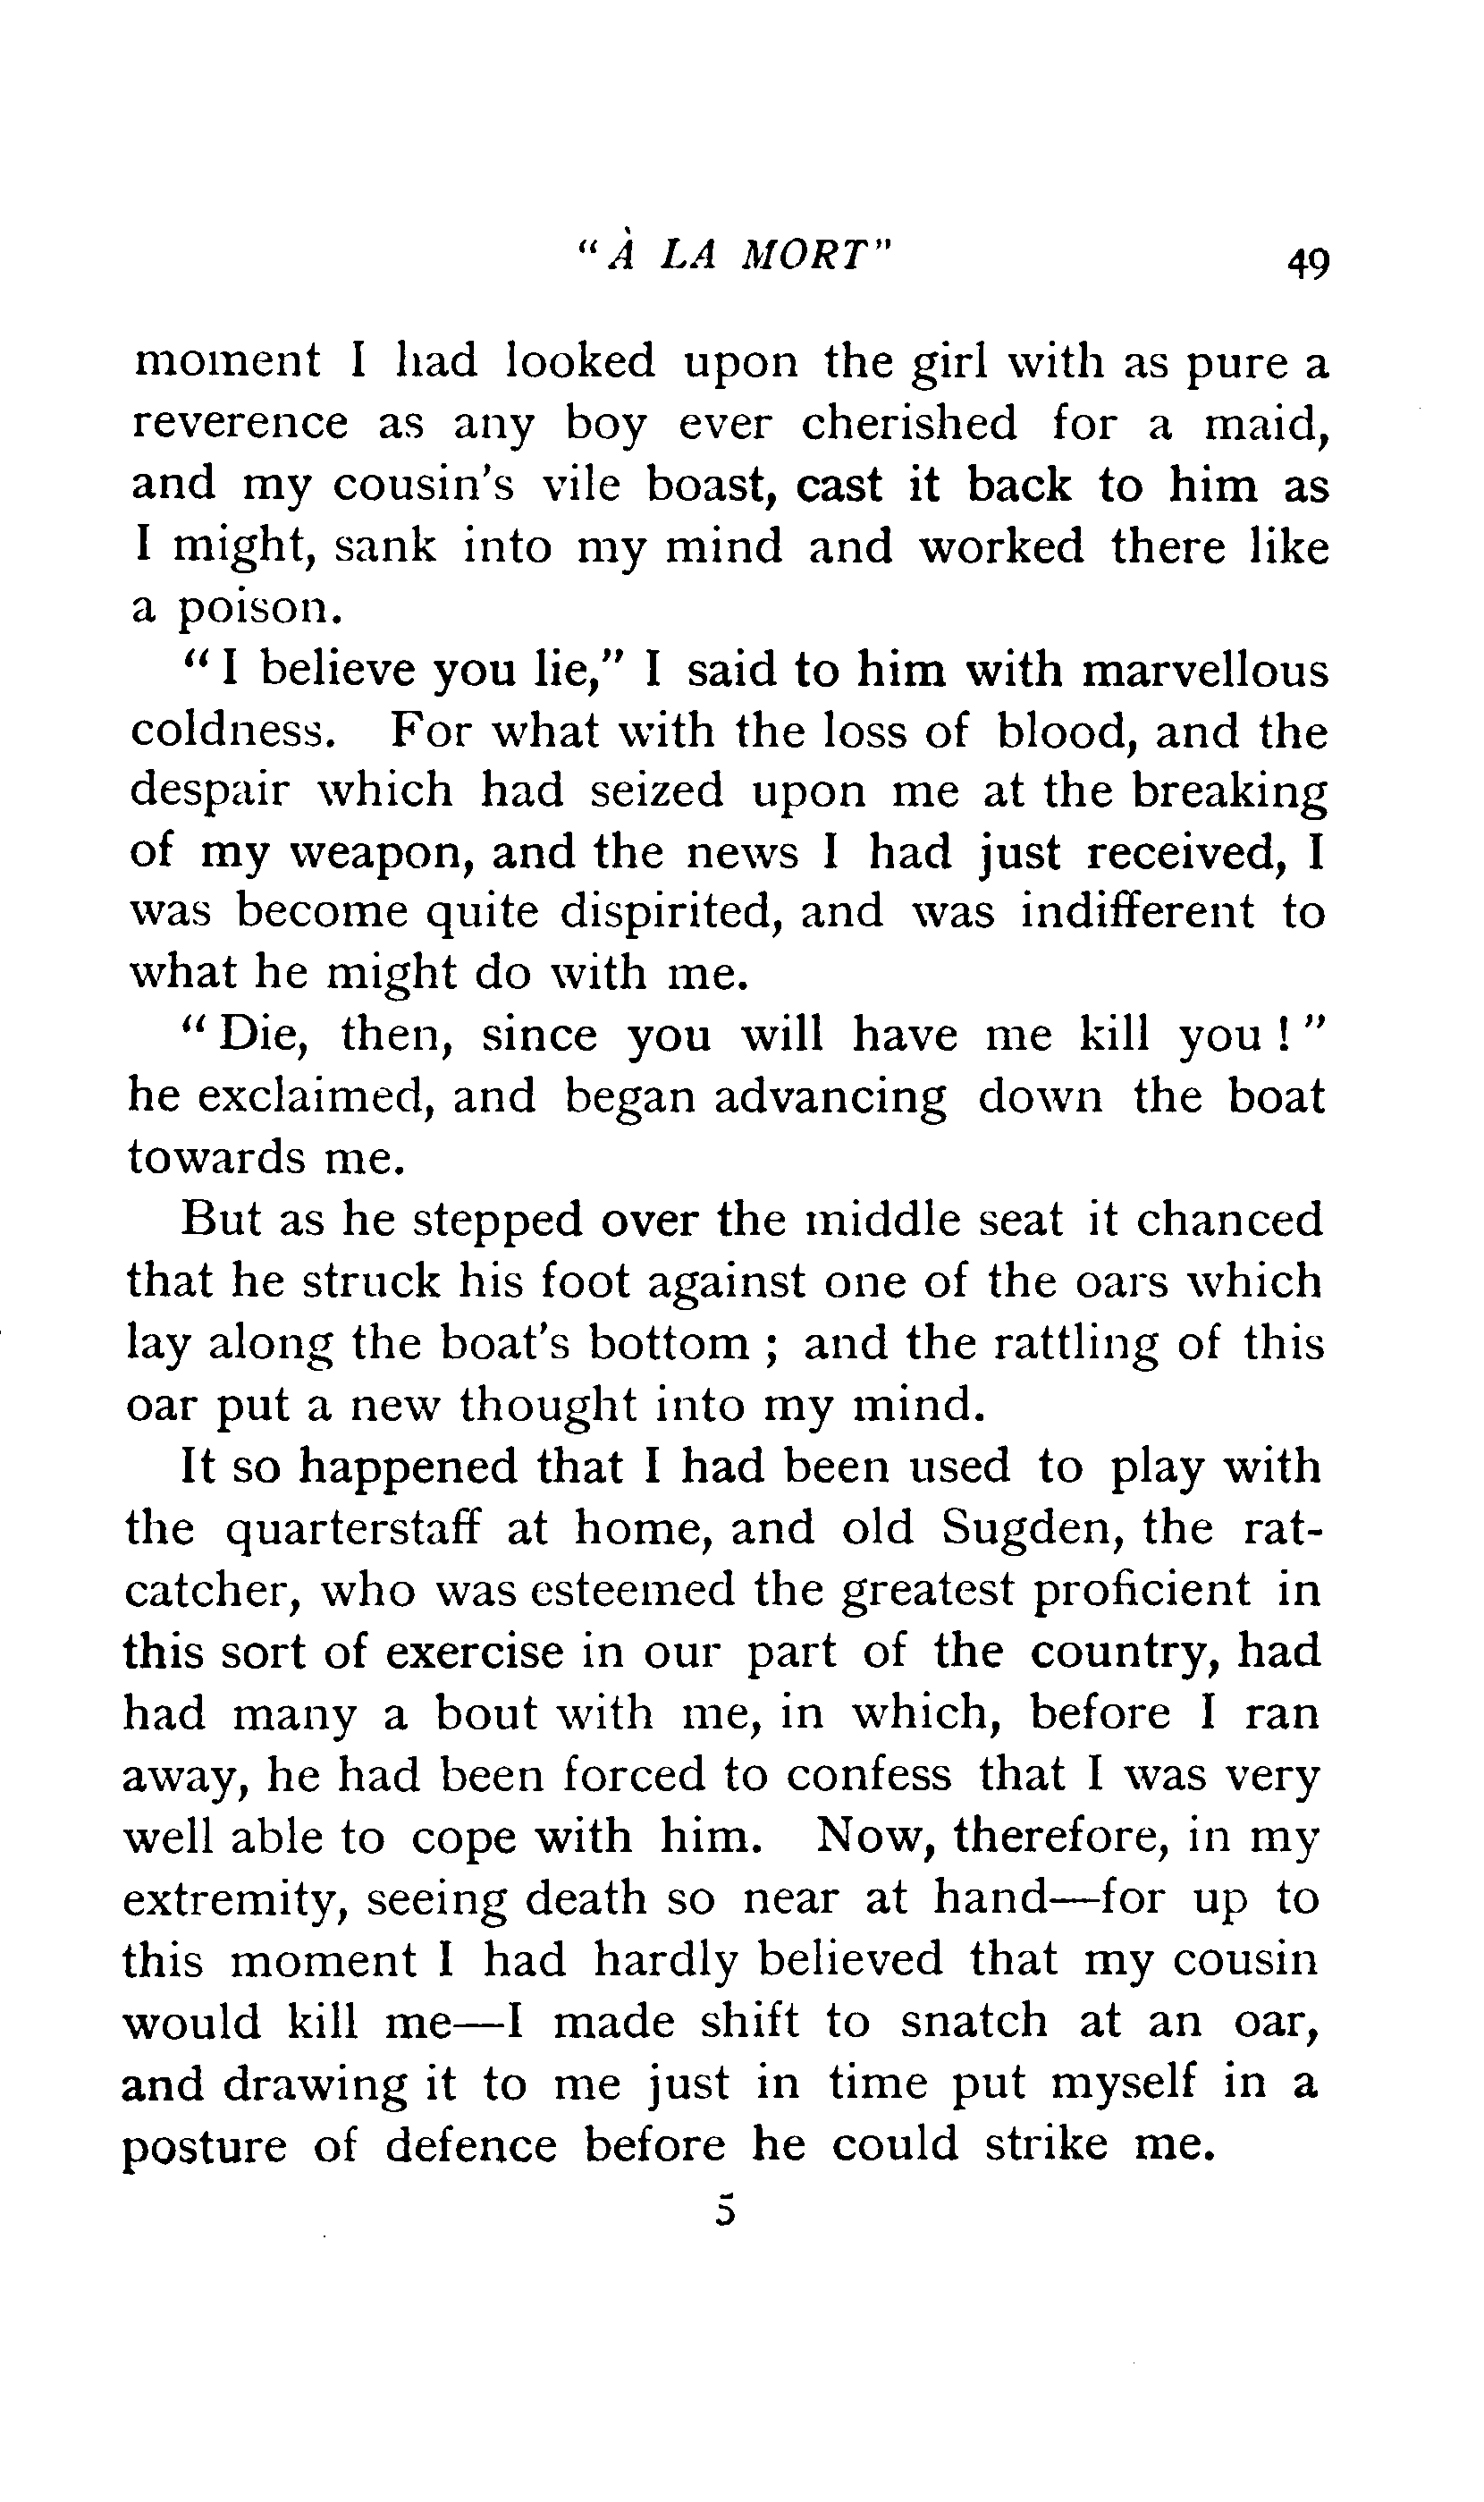 "À LA MORT" 49
moment I had looked upon the girl with as pure a
reverence as any boy ever cherished for a maid,
and my cousin's vile boast, cast it back to him as
I might, sank into my mind and worked there like
a poison.
"I believe you lie," I said to him with marvellous
coldness. For what with the loss of blood, and the
despair which had seized upon me at the breaking
of my weapon, and the news I had just received, I
was become quite dispirited, and was indifferent to
what he might do with me.
"Die, then, since you will have me kill you!"
he exclaimed, and began advancing down the boat
towards me.
But as he stepped over the middle seat it chanced
that he struck his foot against one of the oars which
lay along the boat's bottom; and the rattling of this
oar put a new thought into my mind.
It so happened that I had been used to play with
the quarterstaff at home, and old Sugden, the rat-
catcher, who was esteemed the greatest proficient in
this sort of exercise in our part of the country, had
had many a bout with me, in which, before I ran
away, he had been forced to confess that I was very
well able to cope with him. Now, therefore, in my
extremity, seeing death so near at hand—for up to
this moment I had hardly believed that my cousin
would kill me—I made shift to snatch at an oar,
and drawing it to me just in time put myself in a
posture of defence before he could strike me.
5